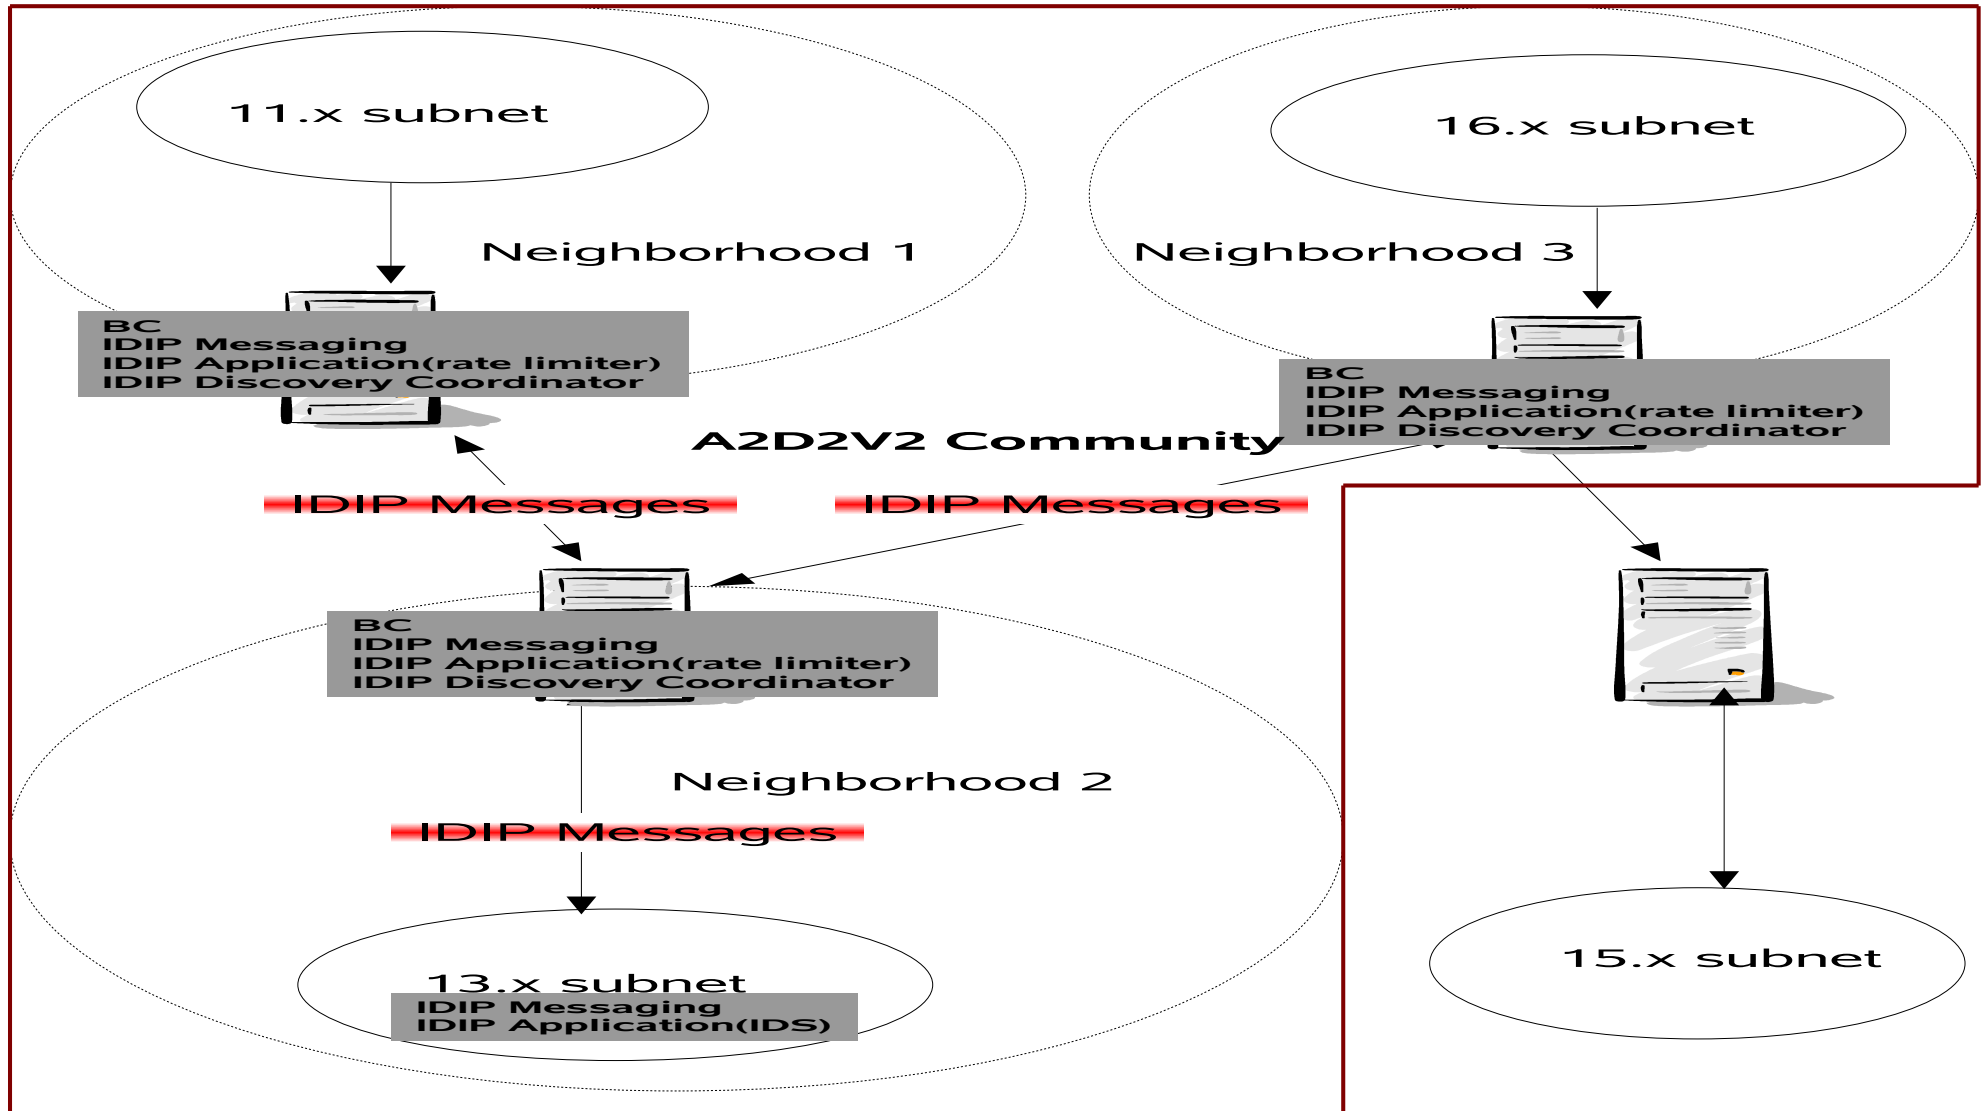 11.x subnet
16.x subnet
Neighborhood 1
Neighborhood 3
BC
IDIP Messaging
IDIP Application(rate limiter)
IDIP Discovery Coordinator
BC
IDIP Messaging
IDIP Application(rate limiter)
IDIP Discovery Coordinator
A2D2V2 Community
IDIP Messages
IDIP Messages
BC
IDIP Messaging
IDIP Application(rate limiter)
IDIP Discovery Coordinator
Neighborhood 2
IDIP Messages
15.x subnet
13.x subnet
IDIP Messaging
IDIP Application(IDS)